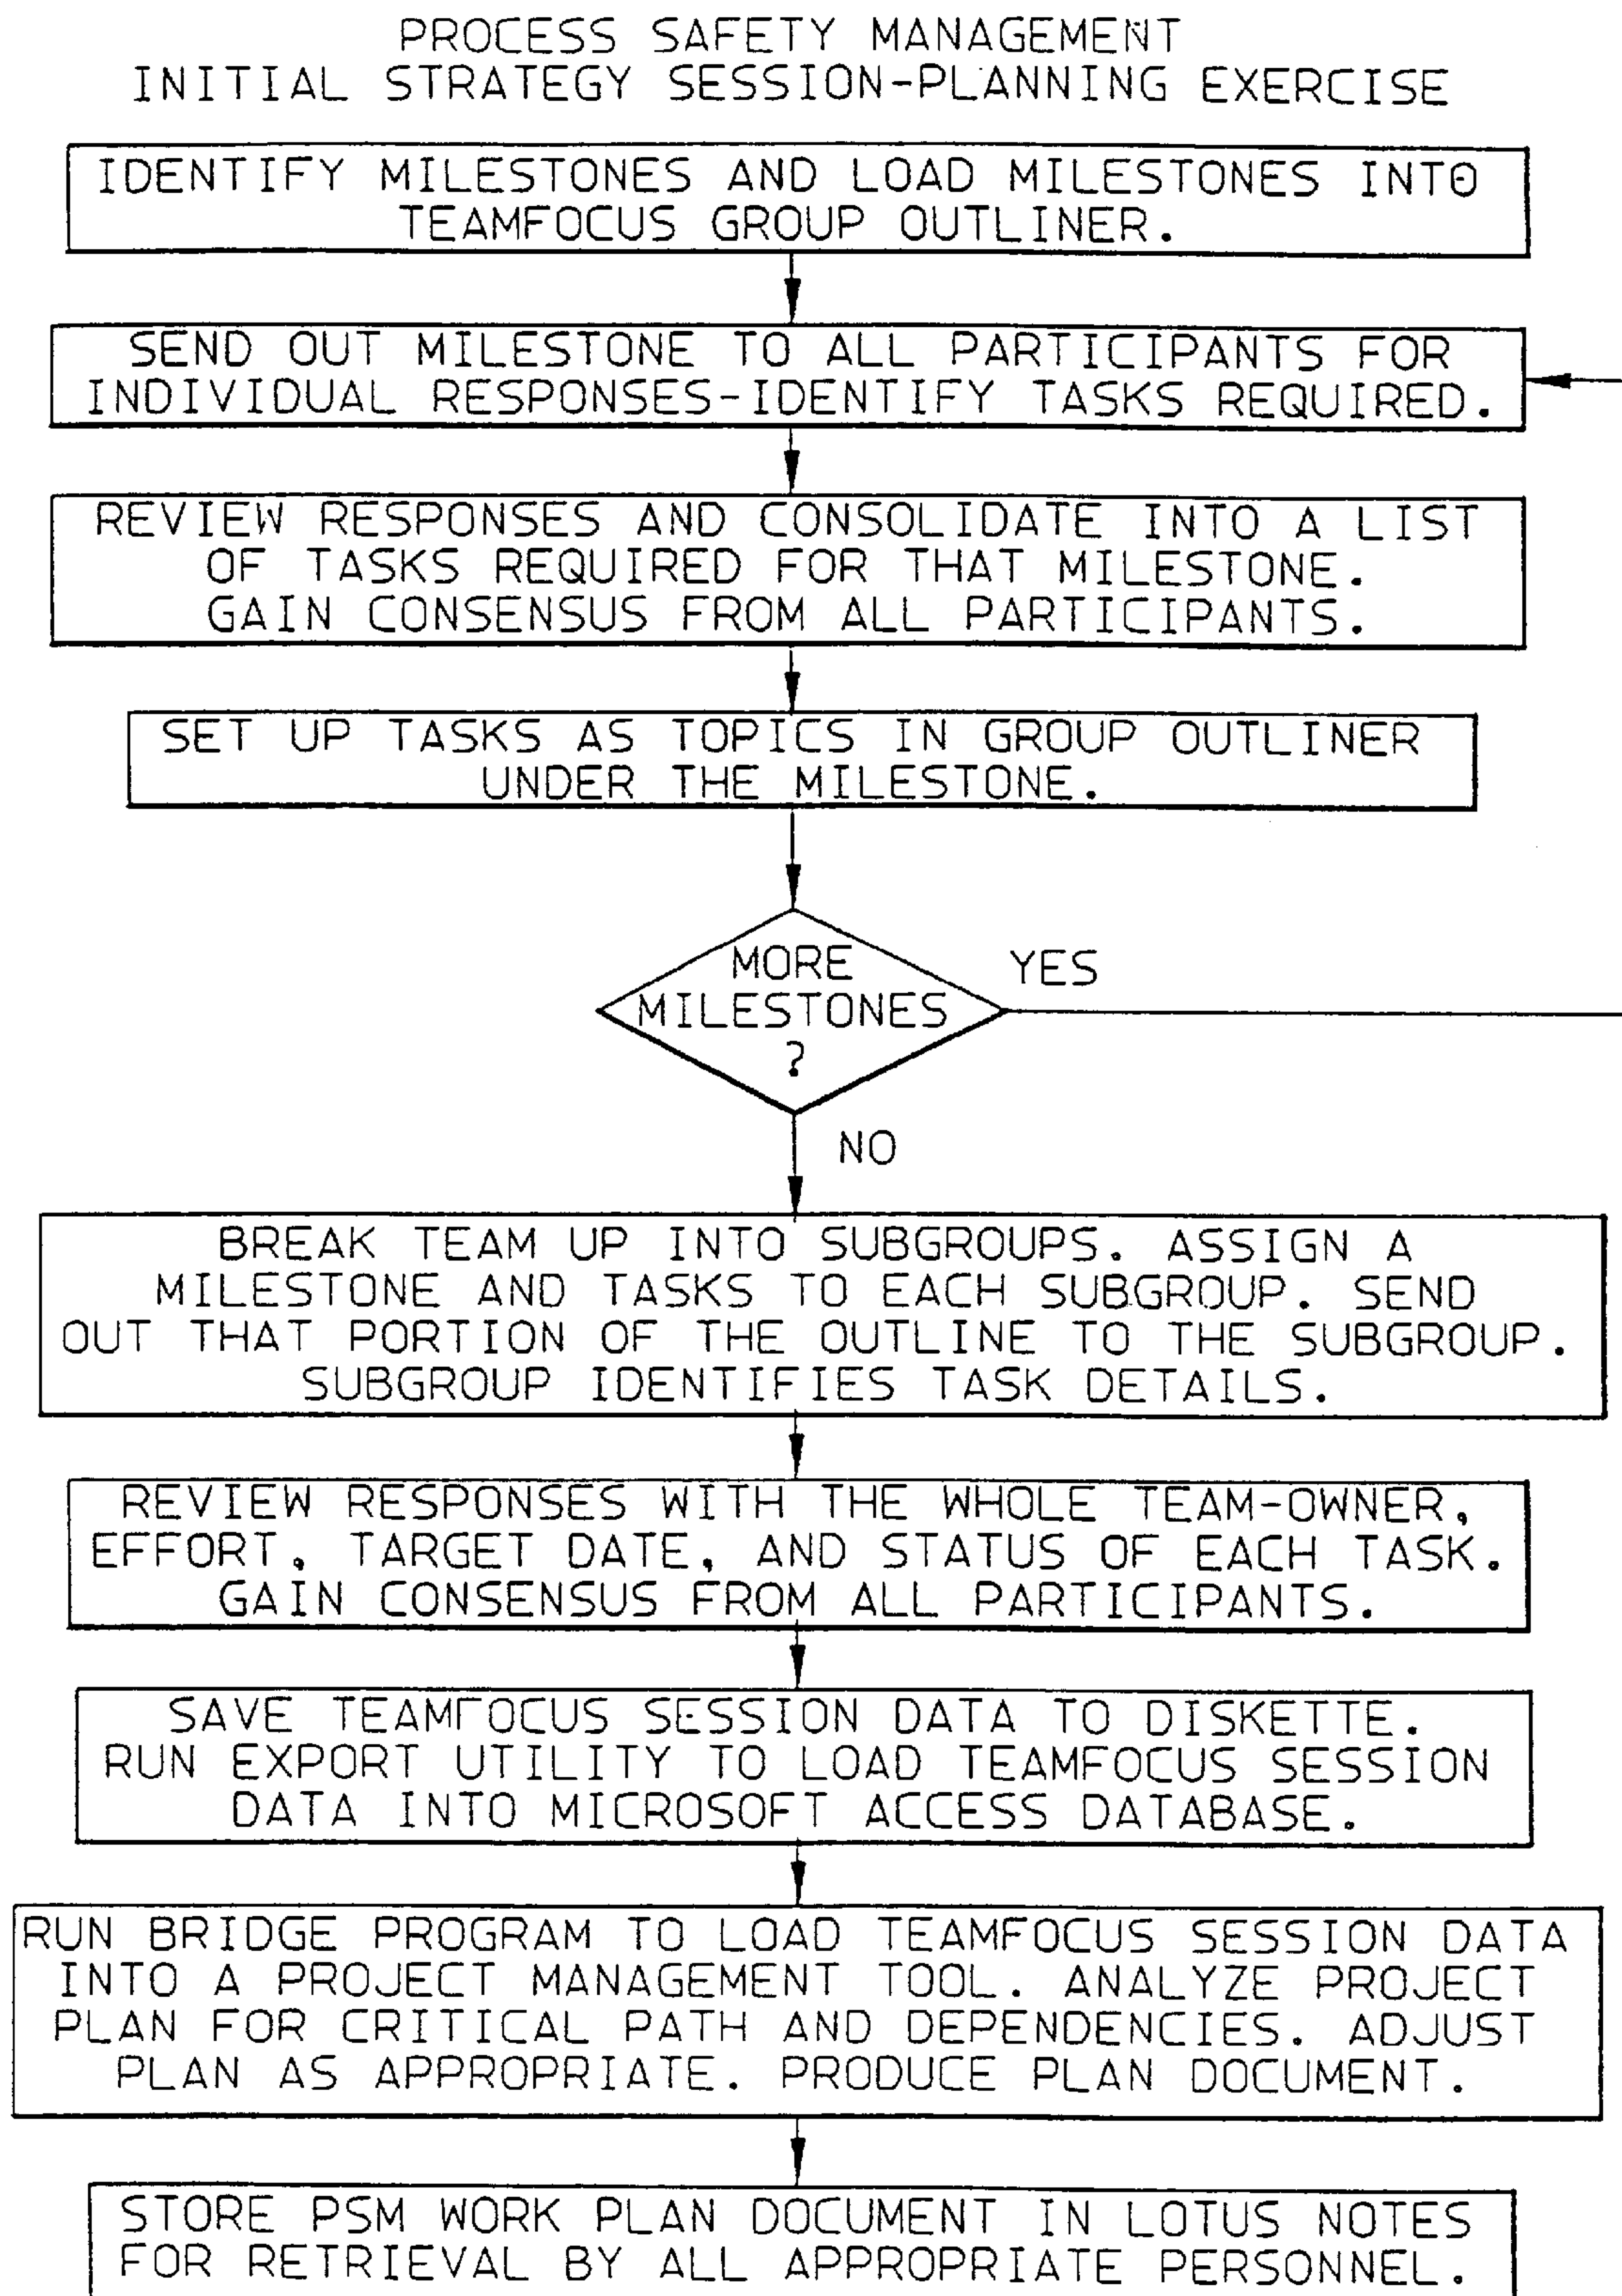 PROCESS SAFETY MANAGEMENT
INITIAL STRATEGY SESSION-PLANNING EXERCISE
IDENTIFY MILESTONES AND LOAD MILESTONES INTO
TEAMFOCUS GROUP OUTLINER.
SEND OUT MILESTONE TO ALL PARTICIPANTS FOR
INDIVIDUAL RESPONSES-IDENTIFY TASKS REQUIRED.
REVIEW RESPONSES AND CONSOLIDATE INTO A LIST
OF TASKS REQUIRED FOR THAT MILESTONE.
GAIN CONSENSUS FROM ALL PARTICIPANTS.
SET UP TASKS AS TOPICS IN GROUP OUTLINER
UNDER THE MILESTONE.
MORE
MILESTONES
?
YES
NO
BREAK TEAM UP INTO SUBGROUPS. ASSIGN A
MILESTONE AND TASKS TO EACH SUBGROUP. SEND
OUT THAT PORTION OF THE OUTLINE TO THE SUBGROUP.
SUBGROUP IDENTIFIES TASK DETAILS.
REVIEW RESPONSES WITH THE WHOLE TEAM-OWNER,
EFFORT, TARGET DATE, AND STATUS OF EACH TASK.
GAIN CONSENSUS FROM ALL PARTICIPANTS.
SAVE TEAMFOCUS SESSION DATA TO DISKETTE.
RUN EXPORT UTILITY TO LOAD TEAMFOCUS SESSION
DATA INTO MICROSOFT ACCESS DATABASE.
RUN BRIDGE PROGRAM TO LOAD TEAMFOCUS SESSION DATA
INTO A PROJECT MANAGEMENT TOOL. ANALYZE PROJECT
PLAN FOR CRITICAL PATH AND DEPENDENCIES. ADJUST
PLAN AS APPROPRIATE. PRODUCE PLAN DOCUMENT.
STORE PSM WORK PLAN DOCUMENT IN LOTUS NOTES
FOR RETRIEVAL BY ALL APPROPRIATE PERSONNEL.